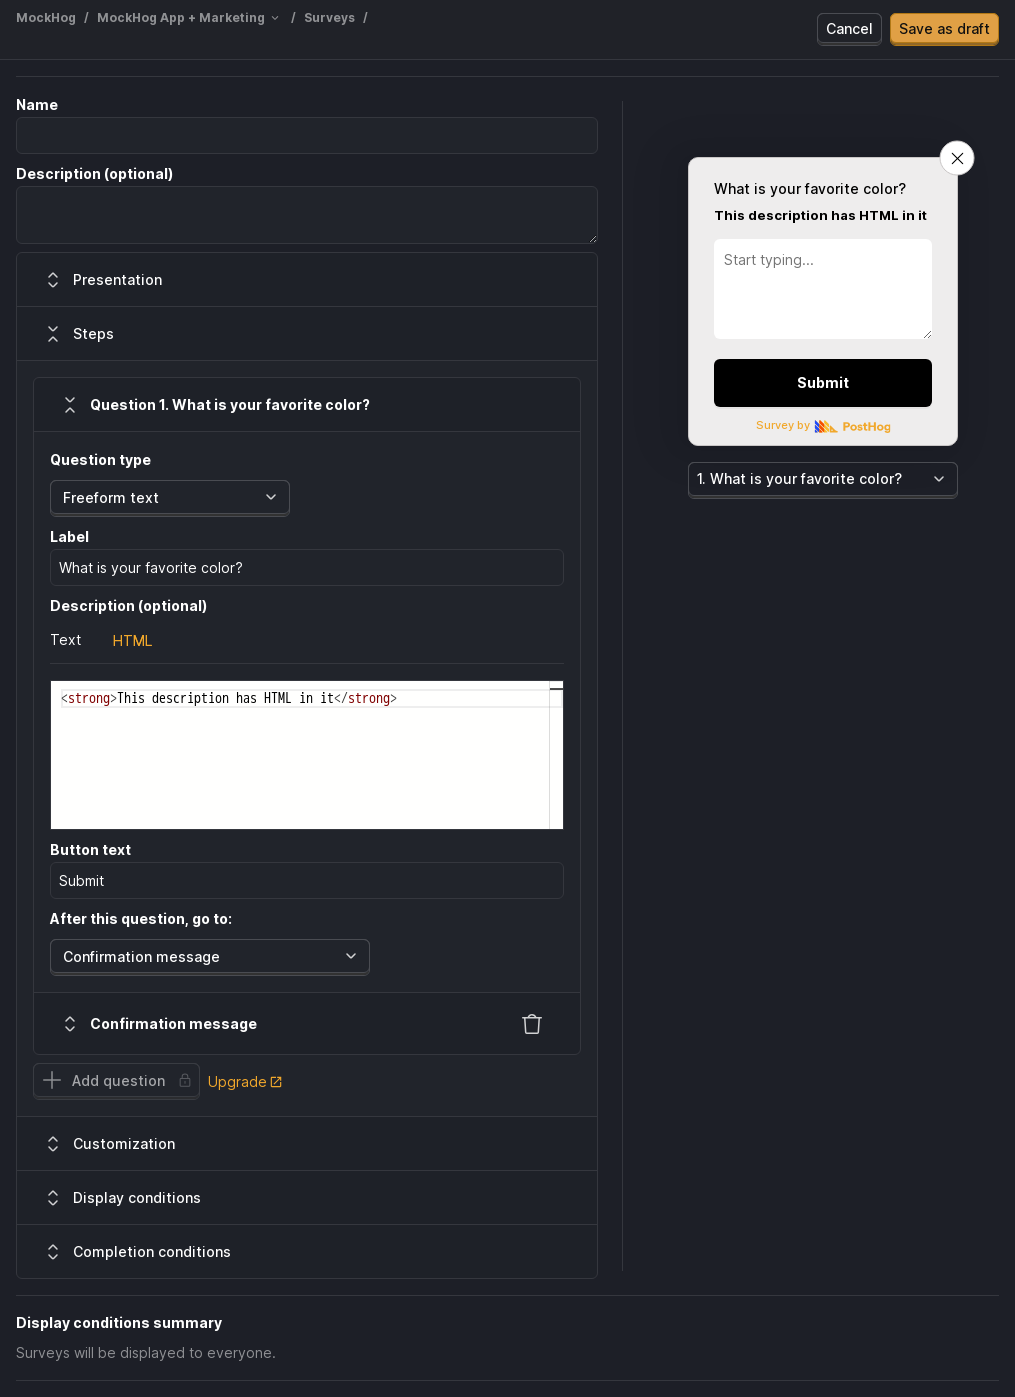 MockHog / MockHog App + Marketing / Surveys /
Cancel
Save as draft
Name
Description (optional)
Presentation
Steps
Question 1. What is your favorite color?
Question type
Freeform text
Label
What is your favorite color?
Description (optional)
Text HTML
<strong>This description has HTML in it</strong>
Button text
Submit
After this question, go to:
Confirmation message
Confirmation message
Add question Upgrade
Customization
Display conditions
Completion conditions
What is your favorite color?
This description has HTML in it
Start typing...
Submit
Survey by PostHog
1. What is your favorite color?
Display conditions summary
Surveys will be displayed to everyone.